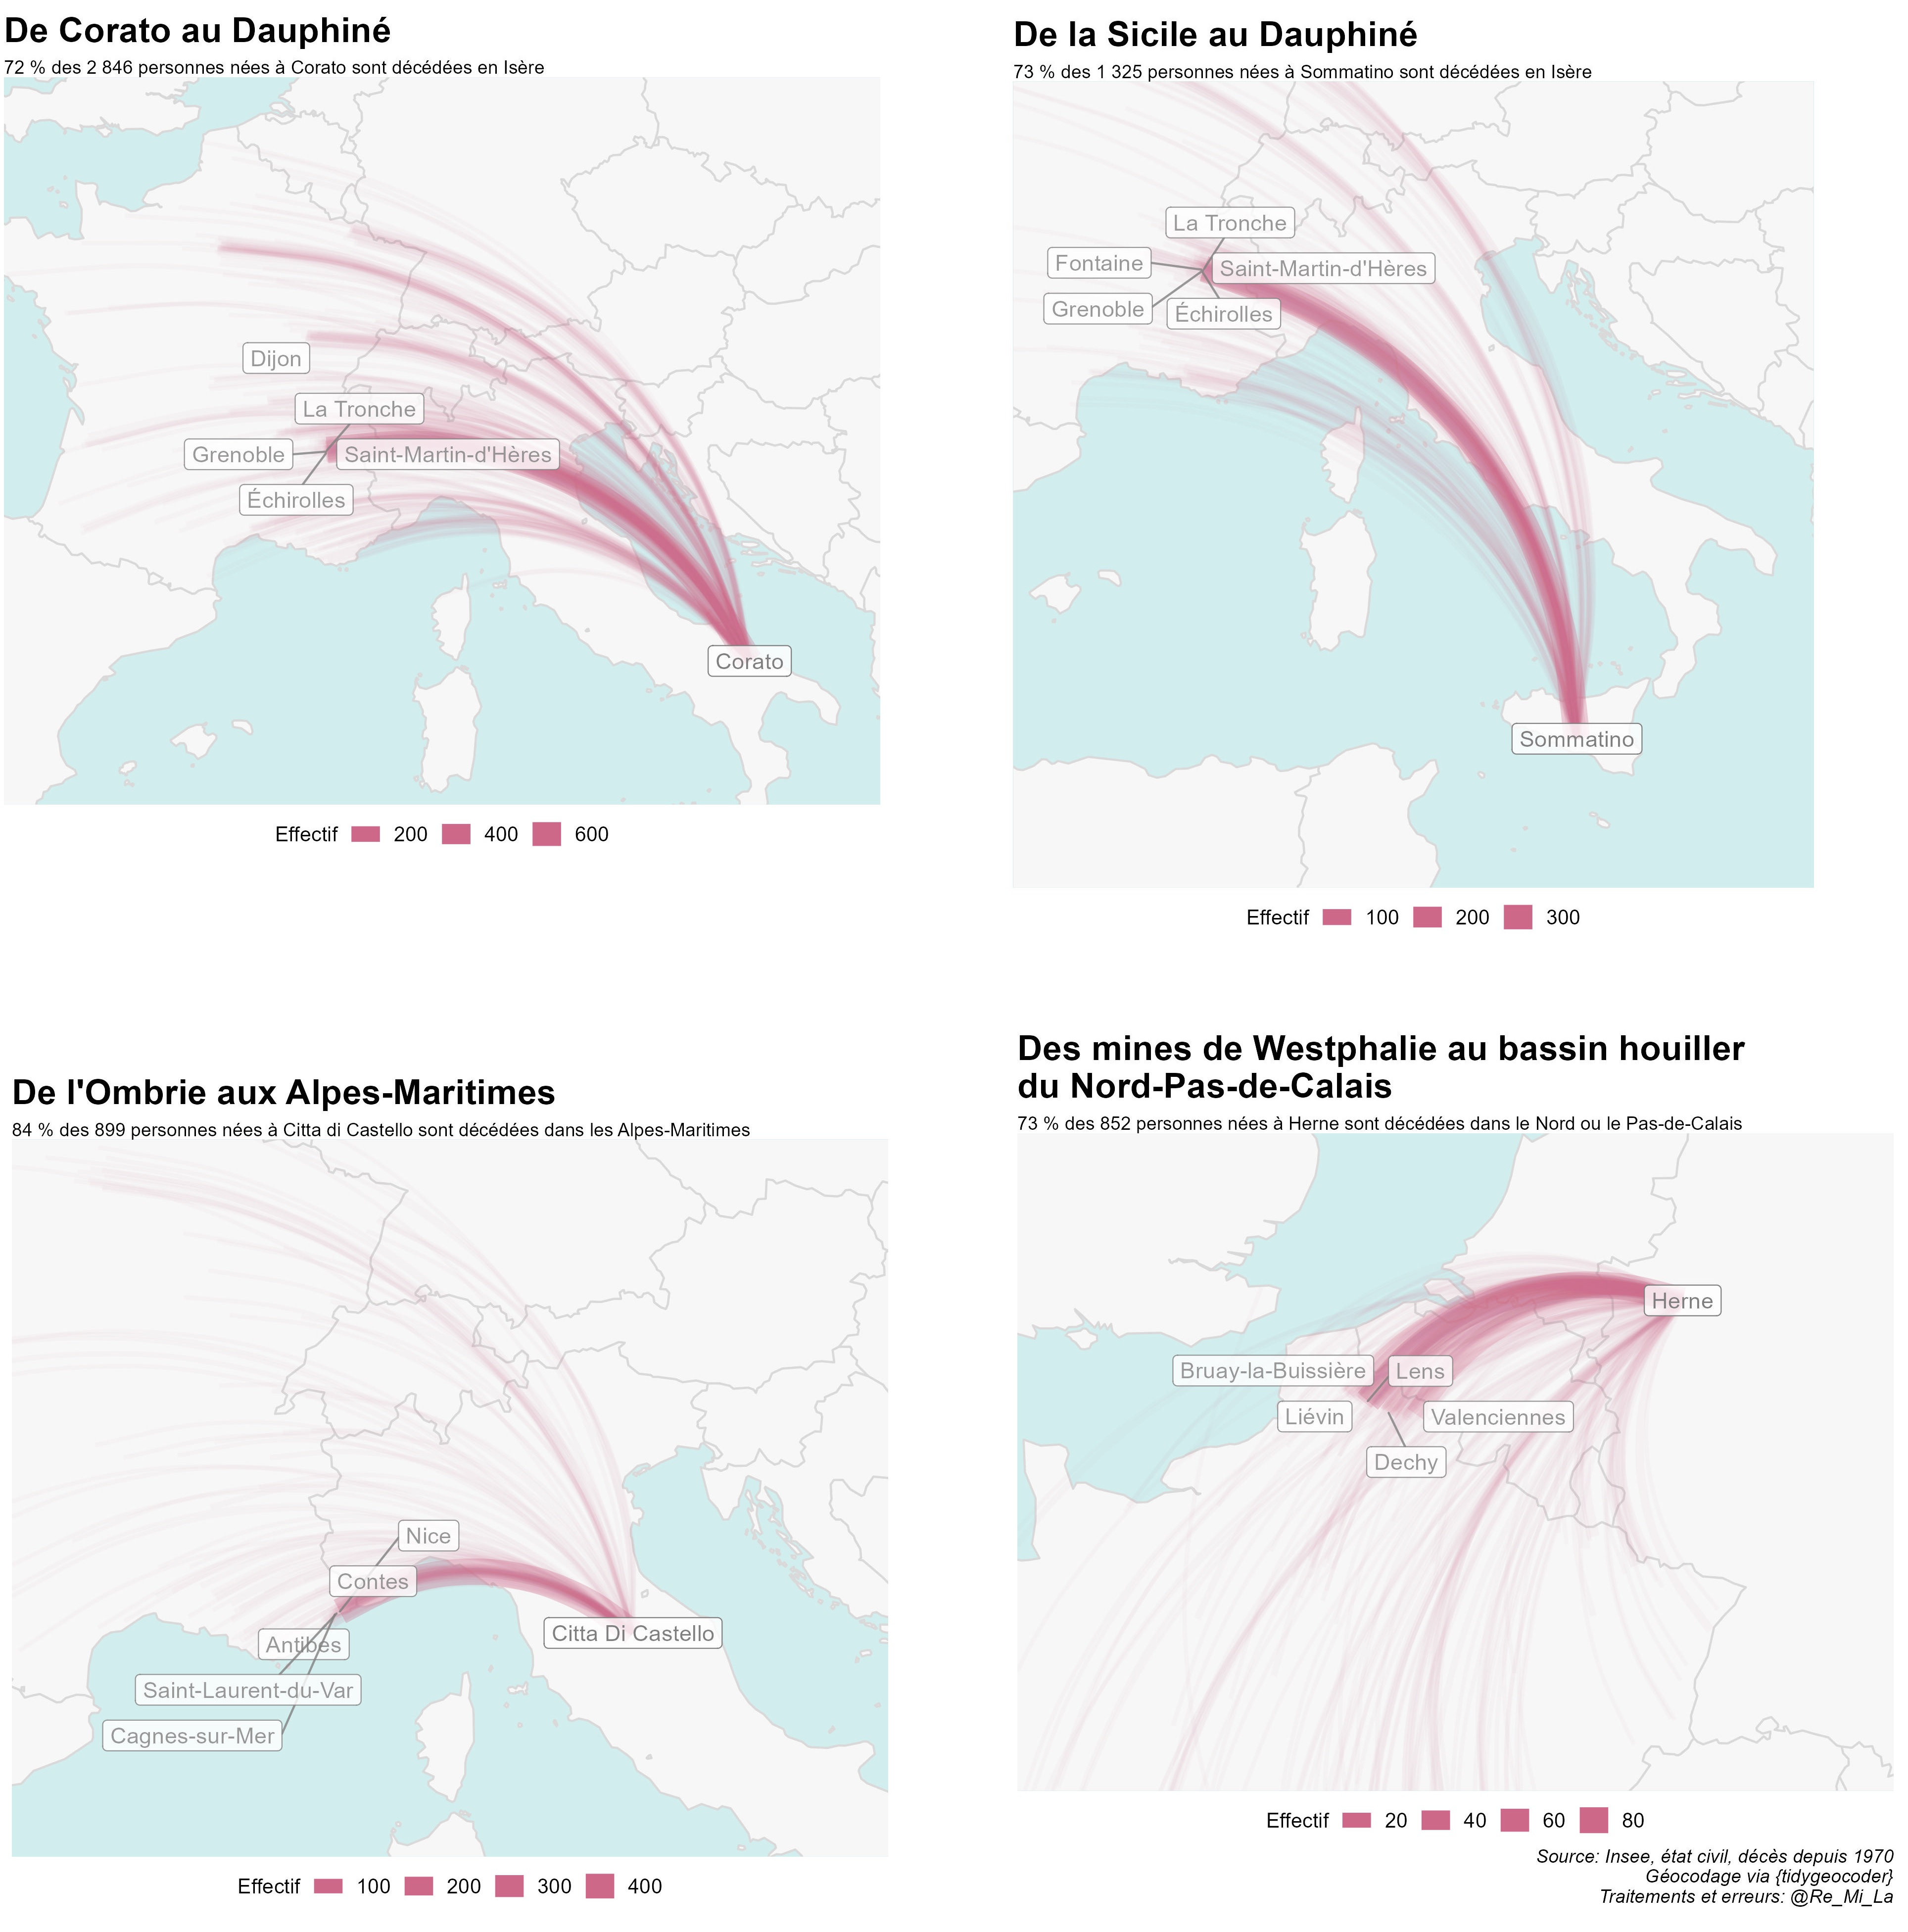 De Corato au Dauphiné
72 % des 2 846 personnes nées à Corato sont décédées en Isère
Dijon
La Tronche
Grenoble
Saint-Martin-d'Hères
Échirolles
Corato
Effectif 200 400 600
De la Sicile au Dauphiné
73 % des 1 325 personnes nées à Sommatino sont décédées en Isère
La Tronche
Fontaine
Saint-Martin-d'Hères
Grenoble
Échirolles
Sommatino
Effectif 100 200 300
De l'Ombrie aux Alpes-Maritimes
84 % des 899 personnes nées à Citta di Castello sont décédées dans les Alpes-Maritimes
Nice
Contes
Citta Di Castello
Antibes
Saint-Laurent-du-Var
Cagnes-sur-Mer
Effectif 100 200 300 400
Des mines de Westphalie au bassin houiller
du Nord-Pas-de-Calais
73 % des 852 personnes nées à Herne sont décédées dans le Nord ou le Pas-de-Calais
Herne
Bruay-la-Buissière
Lens
Liévin
Valenciennes
Dechy
Effectif 20 40 60 80
Source: Insee, état civil, décès depuis 1970
Géocodage via {tidygeocoder}
Traitements et erreurs: @Re_Mi_La